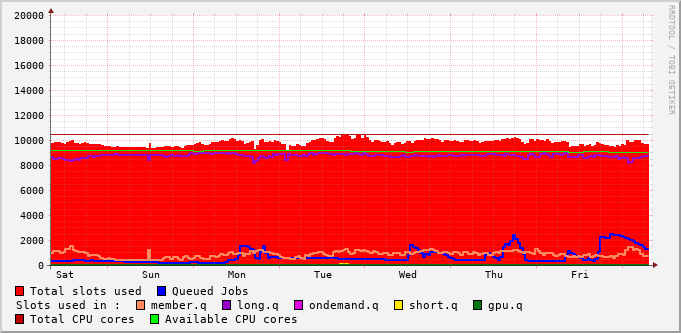 20000
18000
16000
14000
12000
10000
8000
6000
4000
2000
0
Sat Sun Mon Tue Wed Thu Fri
RRDTOOL / TOBI OETIKER
Total slots used Queued Jobs
Slots used in : member.q long.q ondemand.q short.q gpu.q
Total CPU cores Available CPU cores